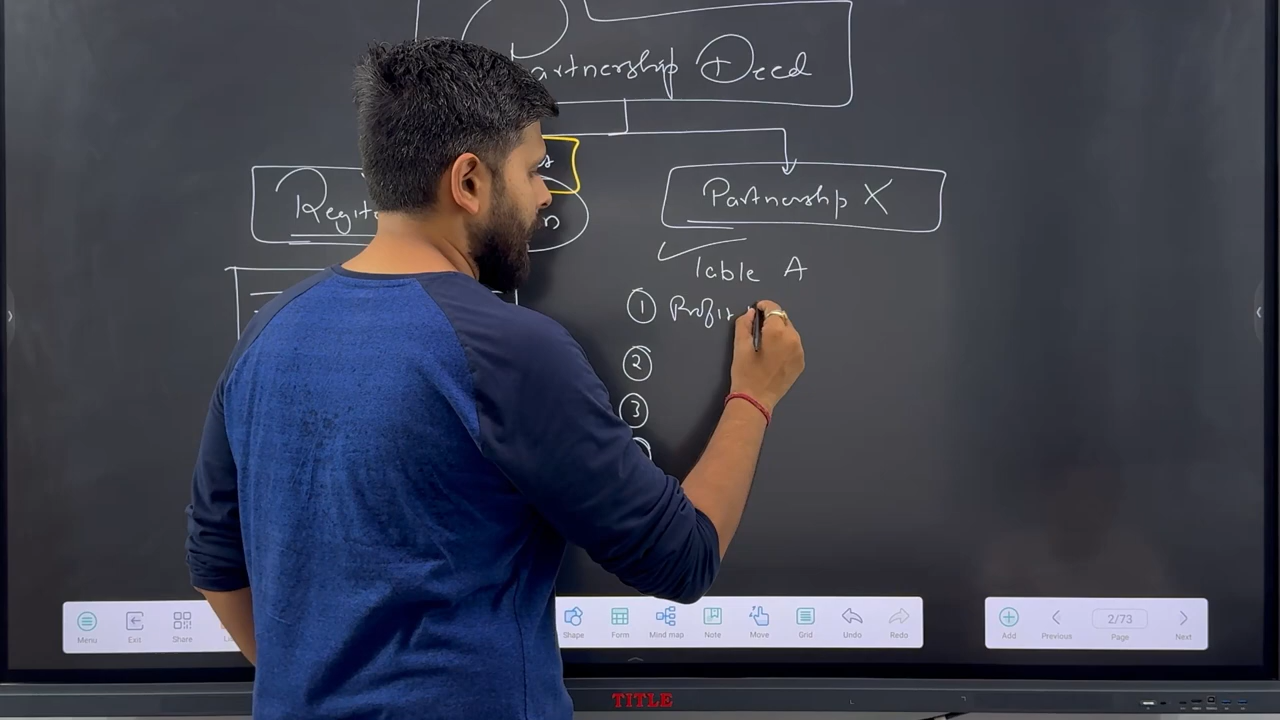 Partnership Deed
Partnership X
Table A
① Profit
②
③
Menu Exit Share Shape Form Mind map Note Move Grid Undo Redo Add Previous 2/73 Page Next
TITLE